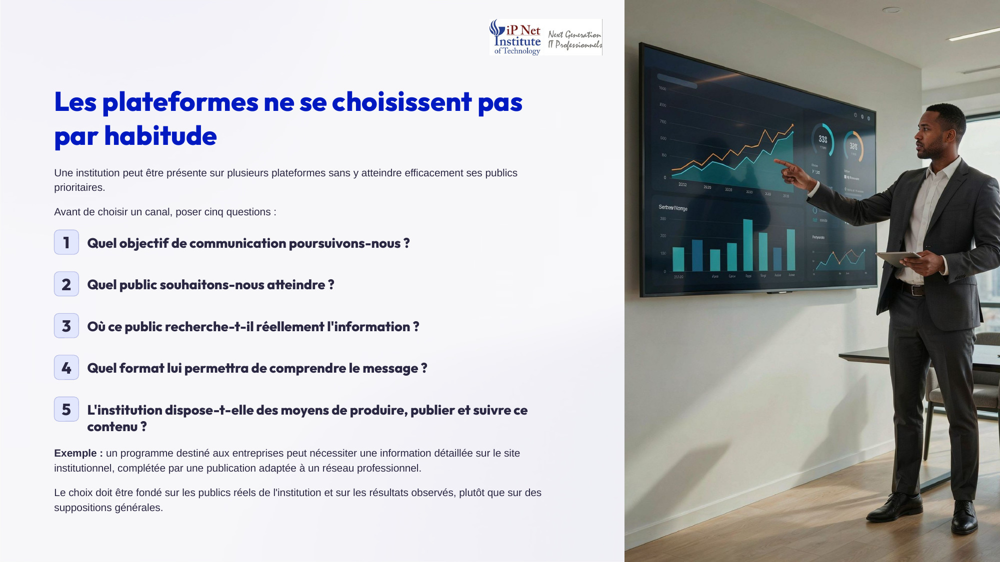 iP Net
Institute
of Technology
Next Generation
IT Professionnels
Les plateformes ne se choisissent pas
par habitude
Une institution peut être présente sur plusieurs plateformes sans y atteindre efficacement ses publics
prioritaires.
Avant de choisir un canal, poser cinq questions :
1 Quel objectif de communication poursuivons-nous ?
2 Quel public souhaitons-nous atteindre ?
3 Où ce public recherche-t-il réellement l'information ?
4 Quel format lui permettra de comprendre le message ?
5 L'institution dispose-t-elle des moyens de produire, publier et suivre ce
contenu ?
Exemple : un programme destiné aux entreprises peut nécessiter une information détaillée sur le site
institutionnel, complétée par une publication adaptée à un réseau professionnel.
Le choix doit être fondé sur les publics réels de l'institution et sur les résultats observés, plutôt que sur des
suppositions générales.